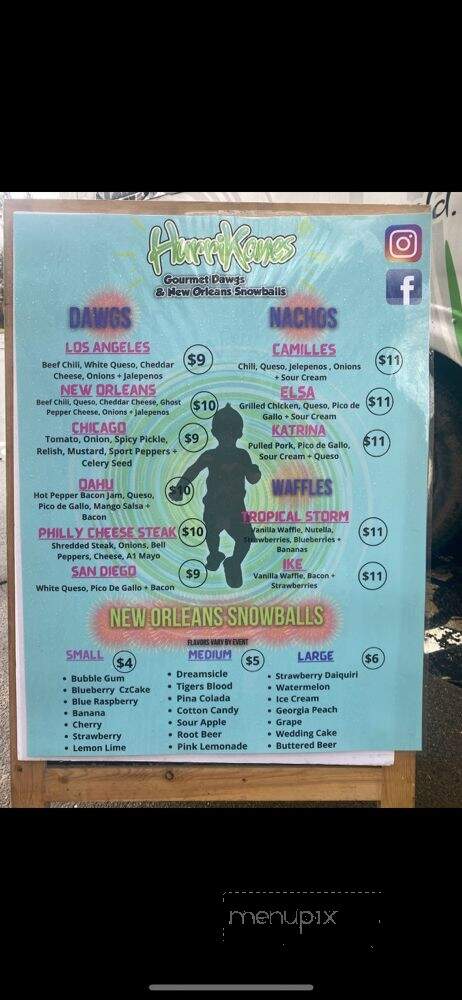 d.
HurriKanes
Gourmet Dawgs
& New Orleans Snowballs
DAWGS
LOS ANGELES
$9
Beef Chili, White Queso, Cheddar
Cheese, Onions + Jalepenos
NEW ORLEANS
$10
Beef Chili, Queso, Cheddar Cheese, Ghost
Pepper Cheese, Onions + Jalepenos
CHICAGO
$9
Tomato, Onion, Spicy Pickle,
Relish, Mustard, Sport Peppers +
Celery Seed
OAHU
$10
Hot Pepper Bacon Jam, Queso,
Pico de Gallo, Mango Salsa +
Bacon
PHILLY CHEESE STEAK
$10
Shredded Steak, Onions, Bell
Peppers, Cheese, A1 Mayo
SAN DIEGO
$9
White Queso, Pico De Gallo + Bacon
NACHOS
CAMILLES
$11
Chili, Queso, Jelepenos , Onions
+ Sour Cream
ELSA
$11
Grilled Chicken, Queso, Pico de
Gallo + Sour Cream
KATRINA
$11
Pulled Pork, Pico de Gallo,
Sour Cream + Queso
WAFFLES
TROPICAL STORM
$11
Vanilla Waffle, Nutella,
Strawberries, Blueberries +
Bananas
IKE
$11
Vanilla Waffle, Bacon +
Strawberries
NEW ORLEANS SNOWBALLS
FLAVORS VARY BY EVENT
SMALL $4
• Bubble Gum
• Blueberry CzCake
• Blue Raspberry
• Banana
• Cherry
• Strawberry
• Lemon Lime
MEDIUM $5
• Dreamsicle
• Tigers Blood
• Pina Colada
• Cotton Candy
• Sour Apple
• Root Beer
• Pink Lemonade
LARGE $6
• Strawberry Daiquiri
• Watermelon
• Ice Cream
• Georgia Peach
• Grape
• Wedding Cake
• Buttered Beer
menupix